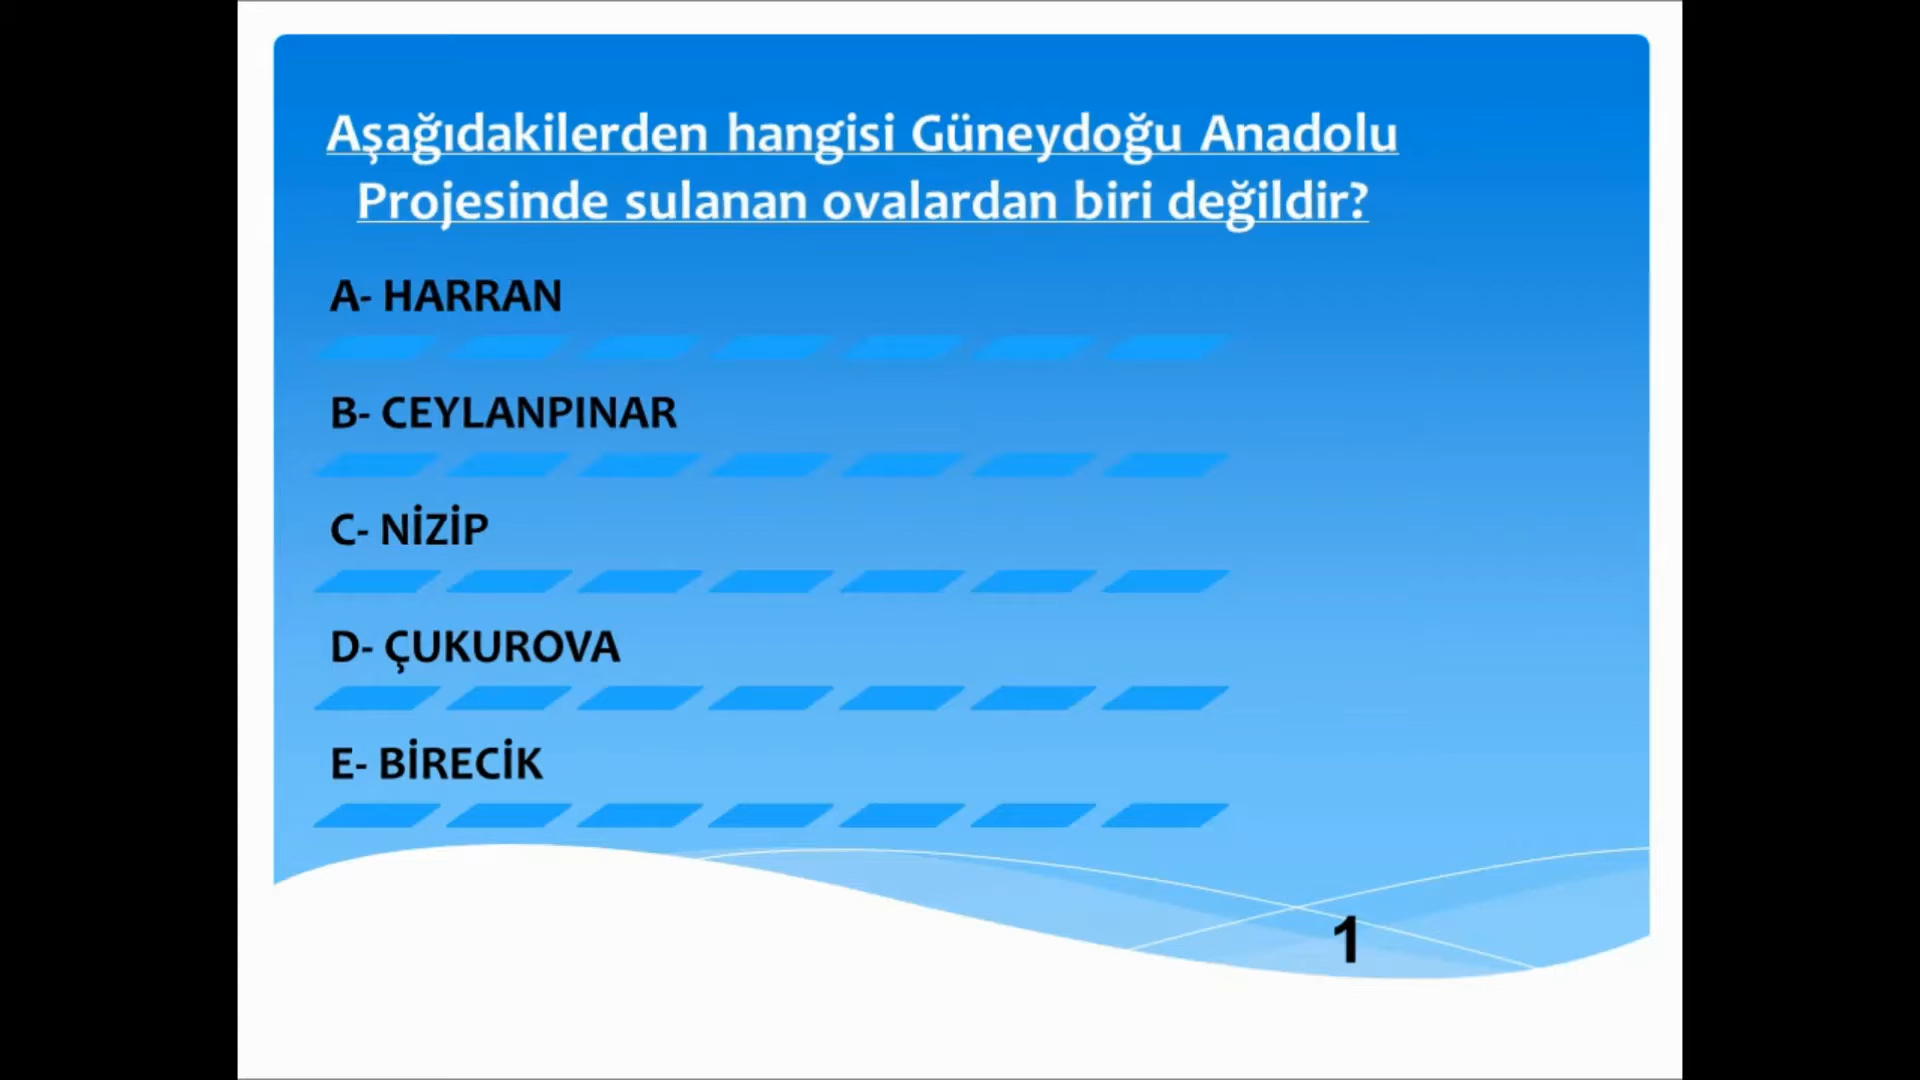 Aşağıdakilerden hangisi Güneydoğu Anadolu
Projesinde sulanan ovalardan biri değildir?
A- HARRAN
B- CEYLANPINAR
C- NİZİP
D- ÇUKUROVA
E- BİRECİK
1